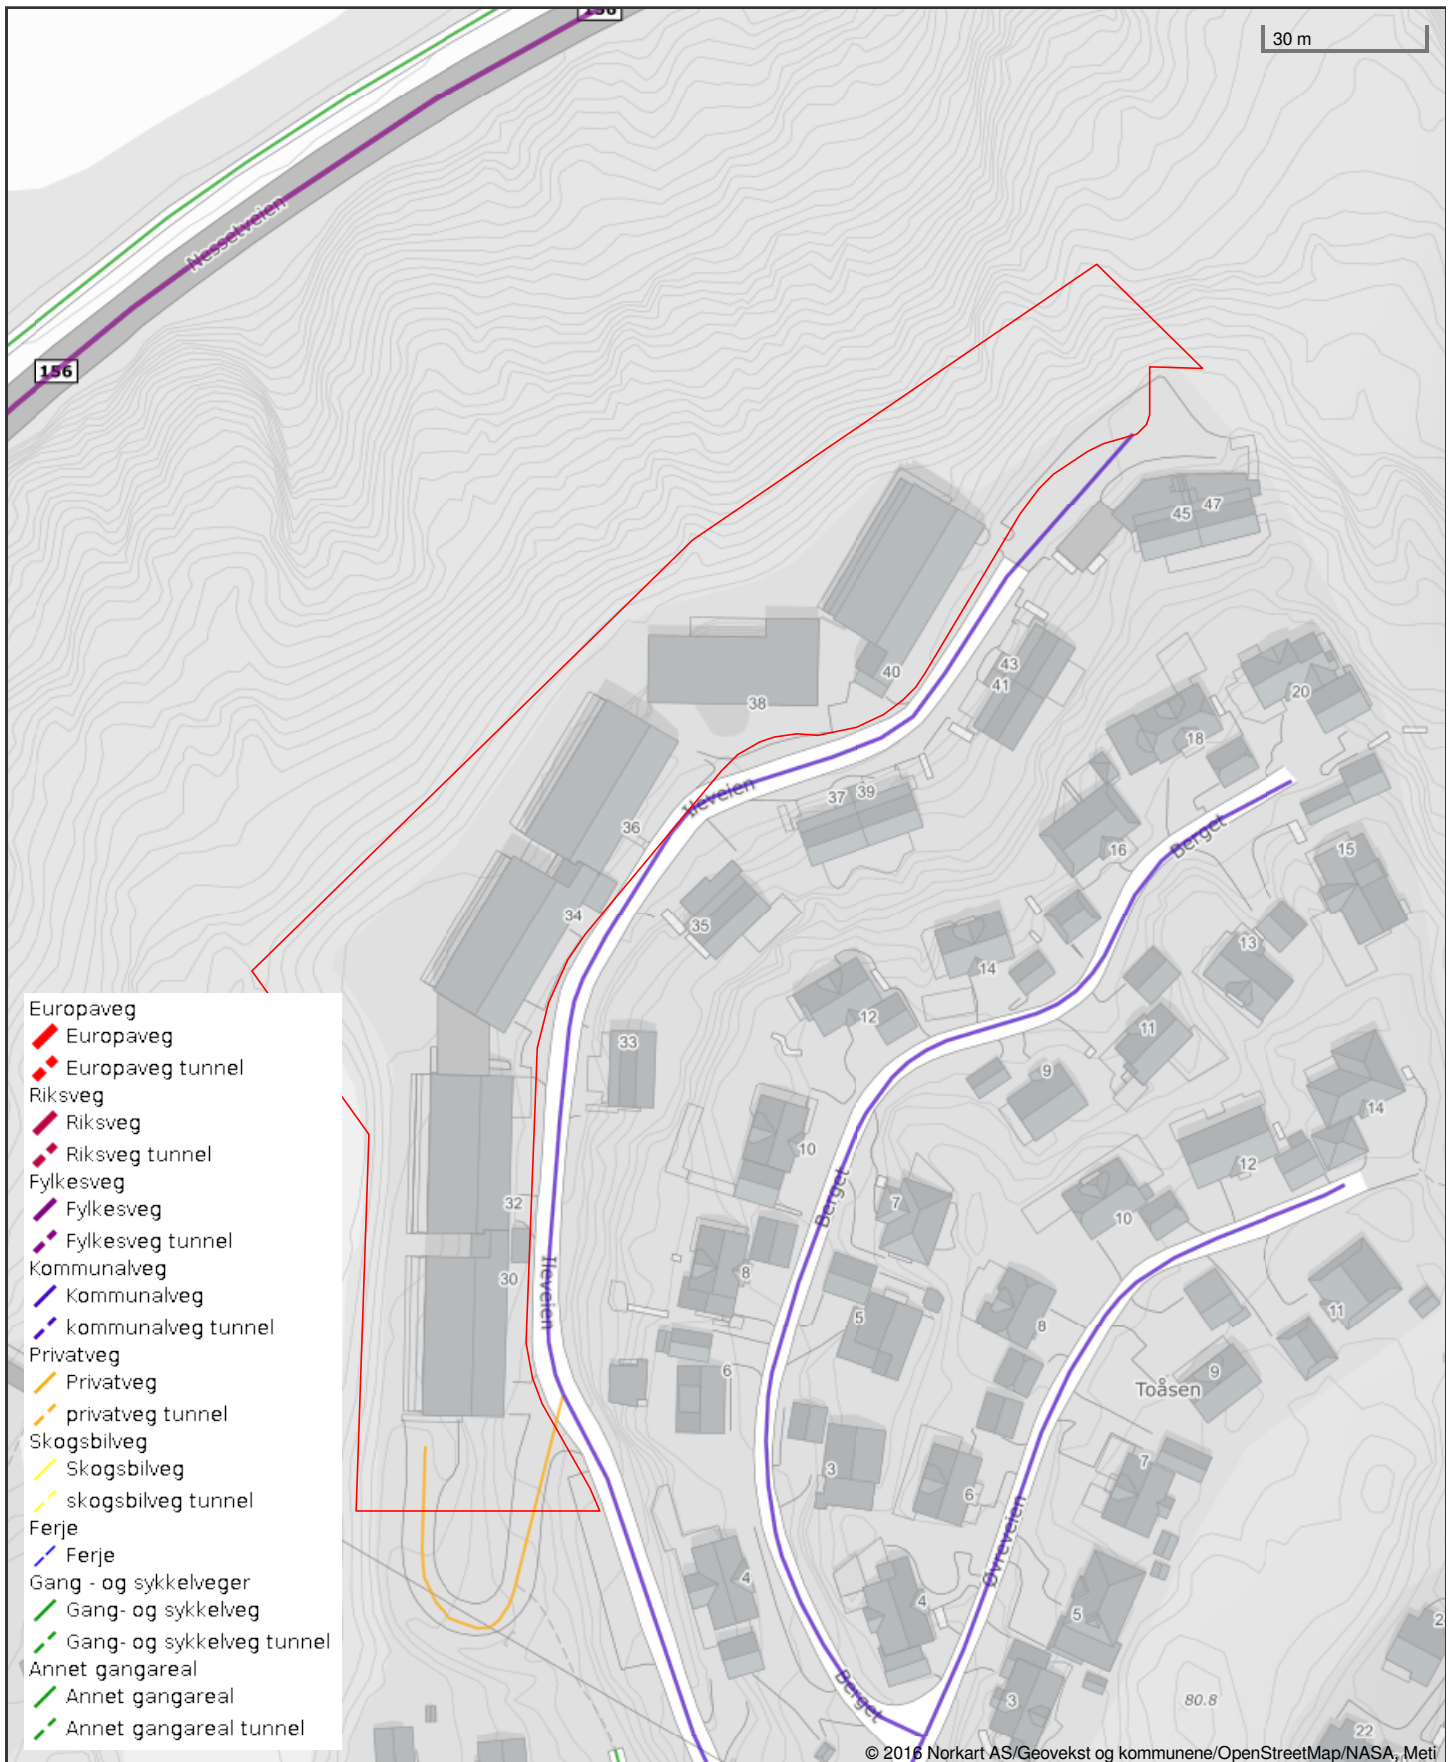 156
30 m
Nessetveien
156
45
47
40
43
41
38
20
18
Ileveien
37
39
36
16
Berget
15
34
35
14
13
12
11
33
9
14
10
12
32
7
Berget
10
8
30
Ileveien
5
8
11
6
9
Toåsen
3
7
6
Øvreveien
4
4
5
Berget
3
80.8
2
22
Europaveg
Europaveg
Europaveg tunnel
Riksveg
Riksveg
Riksveg tunnel
Fylkesveg
Fylkesveg
Fylkesveg tunnel
Kommunalveg
Kommunalveg
kommunalveg tunnel
Privatveg
Privatveg
privatveg tunnel
Skogsbilveg
Skogsbilveg
skogsbilveg tunnel
Ferje
Ferje
Gang - og sykkelveger
Gang- og sykkelveg
Gang- og sykkelveg tunnel
Annet gangareal
Annet gangareal
Annet gangareal tunnel
© 2016 Norkart AS/Geovekst og kommunene/OpenStreetMap/NASA, Meti